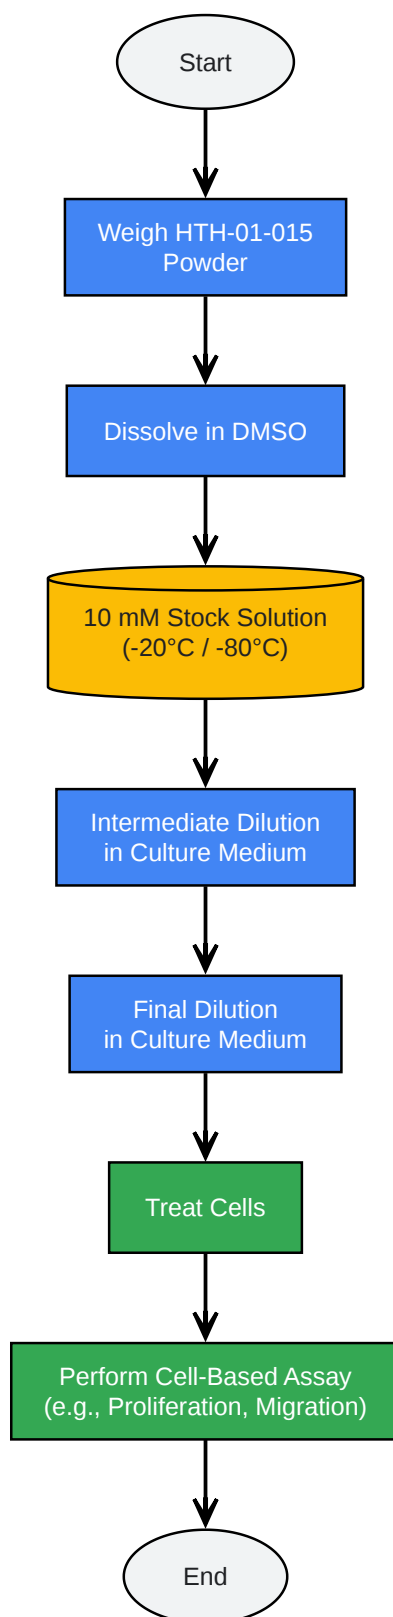 Start
Weigh HTH-01-015
Powder
Dissolve in DMSO
10 mM Stock Solution
(-20°C / -80°C)
Intermediate Dilution
in Culture Medium
Final Dilution
in Culture Medium
Treat Cells
Perform Cell-Based Assay
(e.g., Proliferation, Migration)
End